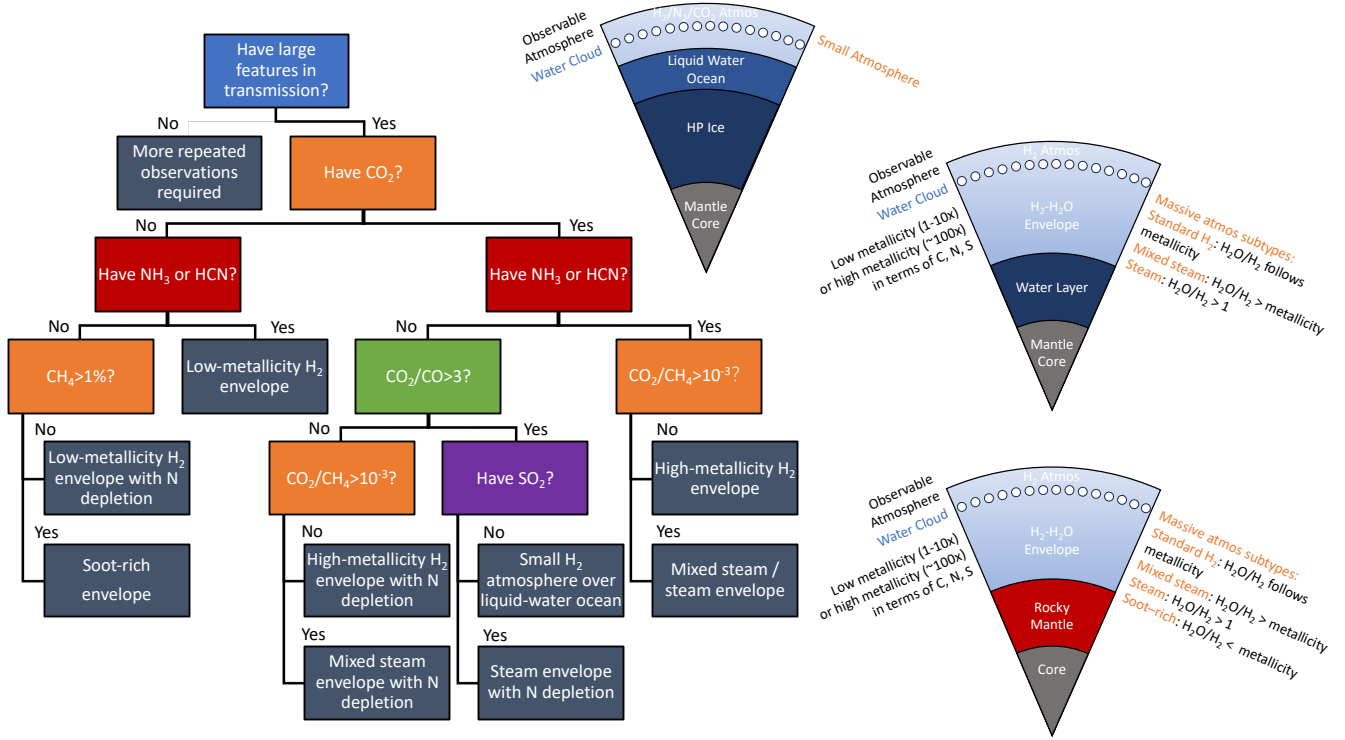 Have large
features in
transmission?
No
Yes
More repeated
observations
required
Have CO₂?
No
Yes
Have NH₃ or HCN?
Have NH₃ or HCN?
No
Yes
No
Yes
CH₄>1%?
Low-metallicity H₂
envelope
CO₂/CO>3?
CO₂/CH₄>10⁻³?
No
Low-metallicity H₂
envelope with N
depletion
Yes
Soot-rich
envelope
No
Yes
CO₂/CH₄>10⁻³?
Have SO₂?
No
High-metallicity H₂
envelope
Yes
Mixed steam /
steam envelope
No
High-metallicity H₂
envelope with N
depletion
Yes
Mixed steam
envelope with N
depletion
No
Small H₂
atmosphere over
liquid-water ocean
Yes
Steam envelope
with N depletion
Observable
Atmosphere
Water Cloud
H₂/N₂/CO₂ Atmos
Small Atmosphere
Liquid Water
Ocean
HP Ice
Mantle
Core
Observable
Atmosphere
Water Cloud
Low metallicity (1-10x)
or high metallicity (~100x)
in terms of C, N, S
H₂ Atmos
H₂-H₂O
Envelope
Water Layer
Mantle
Core
Massive atmos subtypes:
Standard H₂: H₂O/H₂ follows
metallicity
Mixed steam: H₂O/H₂ > metallicity
Steam: H₂O/H₂ > 1
Observable
Atmosphere
Water Cloud
Low metallicity (1-10x)
or high metallicity (~100x)
in terms of C, N, S
H₂ Atmos
H₂-H₂O
Envelope
Rocky
Mantle
Core
Massive atmos subtypes:
Standard H₂: H₂O/H₂ follows
metallicity
Mixed steam: H₂O/H₂ > metallicity
Steam: H₂O/H₂ > 1
Soot–rich: H₂O/H₂ < metallicity